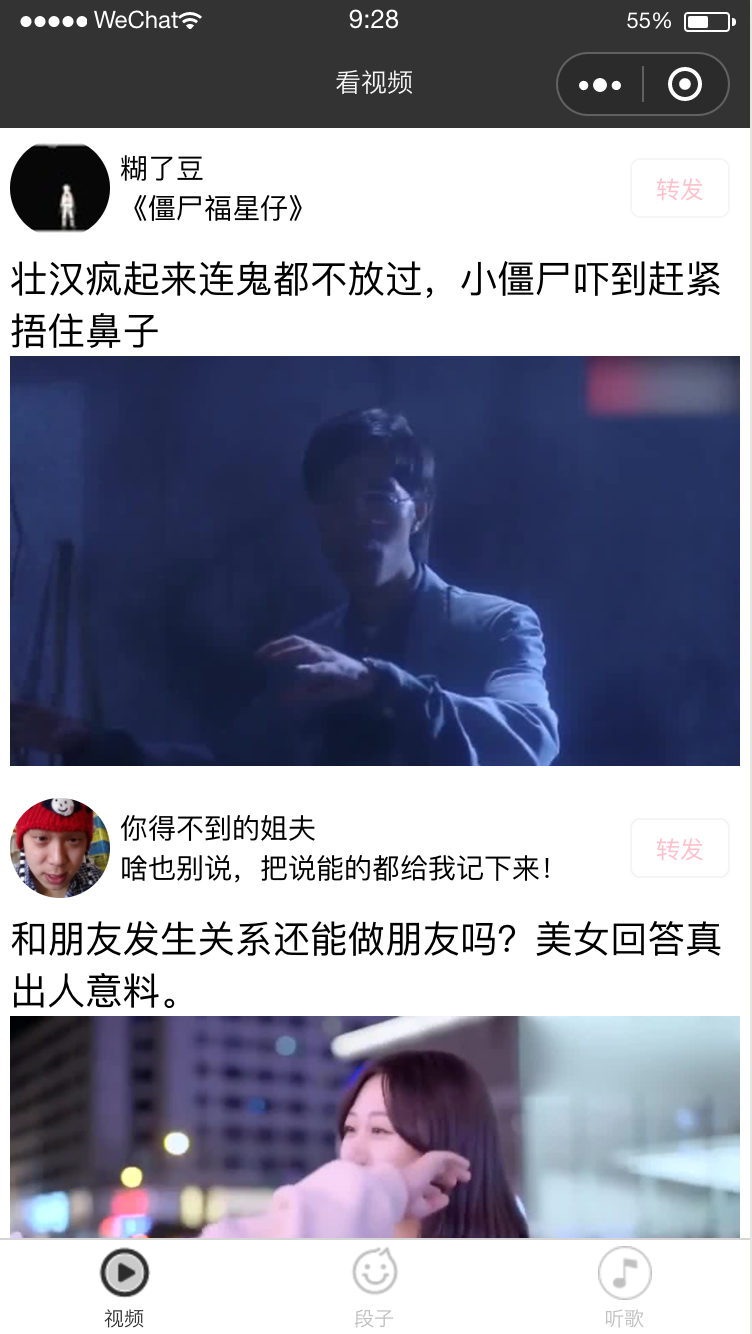 WeChat 9:28 55%
看视频
糊了豆
《僵尸福星仔》
转发
壮汉疯起来连鬼都不放过，小僵尸吓到赶紧
捂住鼻子
你得不到的姐夫
啥也别说，把说能的都给我记下来！
转发
和朋友发生关系还能做朋友吗？美女回答真
出人意料。
视频 段子 听歌